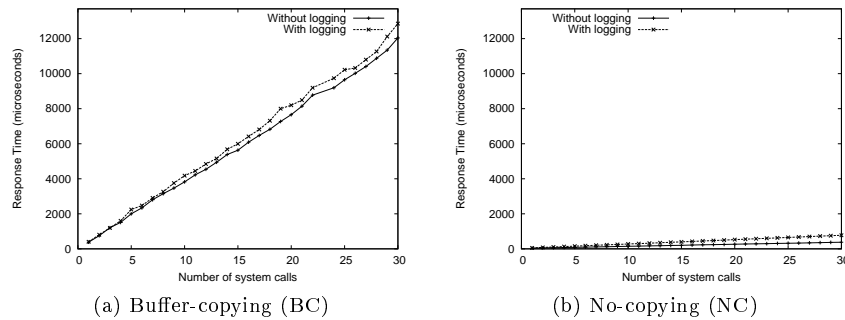 Without logging
With logging
Response Time (microseconds)
12000
10000
8000
6000
4000
2000
0
0 5 10 15 20 25 30
Number of system calls
(a) Buffer-copying (BC)
Without logging
With logging
Response Time (microseconds)
12000
10000
8000
6000
4000
2000
0
0 5 10 15 20 25 30
Number of system calls
(b) No-copying (NC)